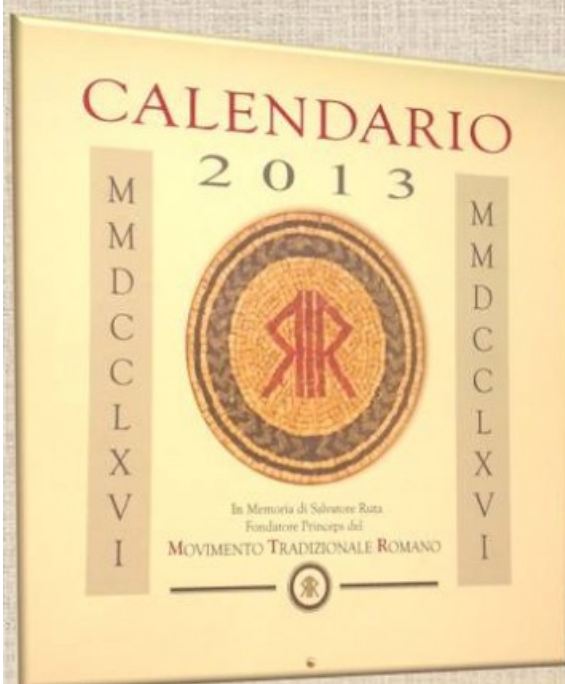 CALENDARIO
2013
MMDCCLXVI
MMDCCLXVI
In Memoria di Salvatore Ruta
Fondatore Princeps del
MOVIMENTO TRADIZIONALE ROMANO